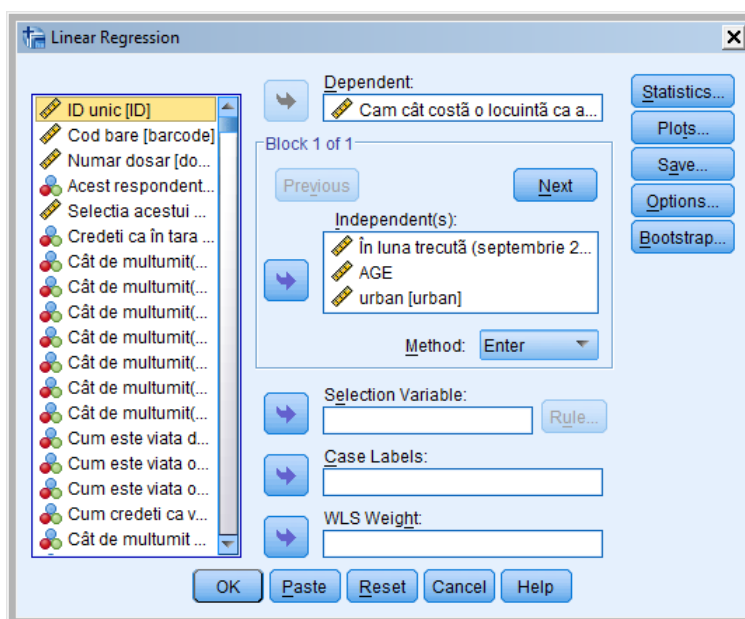 Linear Regression
ID unic [ID]
Cod bare [barcode]
Numar dosar [do...
Acest respondent...
Selectia acestui ...
Credeti ca în tara ...
Cât de multumit(...
Cât de multumit(...
Cât de multumit(...
Cât de multumit(...
Cât de multumit(...
Cât de multumit(...
Cât de multumit(...
Cum este viata d...
Cum este viata o...
Cum este viata o...
Cum credeti ca v...
Cât de multumit ...
Dependent:
Cam cât costã o locuintã ca a...
Block 1 of 1
Previous
Next
Independent(s):
În luna trecutã (septembrie 2...
AGE
urban [urban]
Method: Enter
Selection Variable:
Rule...
Case Labels:
WLS Weight:
Statistics...
Plots...
Save...
Options...
Bootstrap...
OK Paste Reset Cancel Help